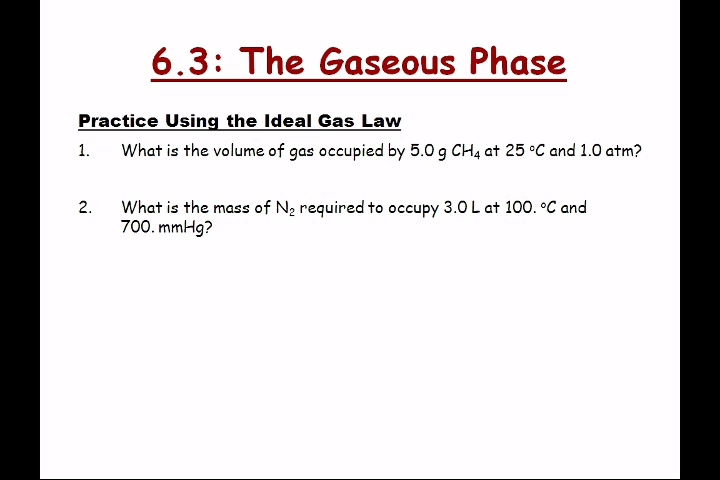 6.3: The Gaseous Phase
Practice Using the Ideal Gas Law
1. What is the volume of gas occupied by 5.0 g CH₄ at 25 °C and 1.0 atm?
2. What is the mass of N₂ required to occupy 3.0 L at 100. °C and
700. mmHg?